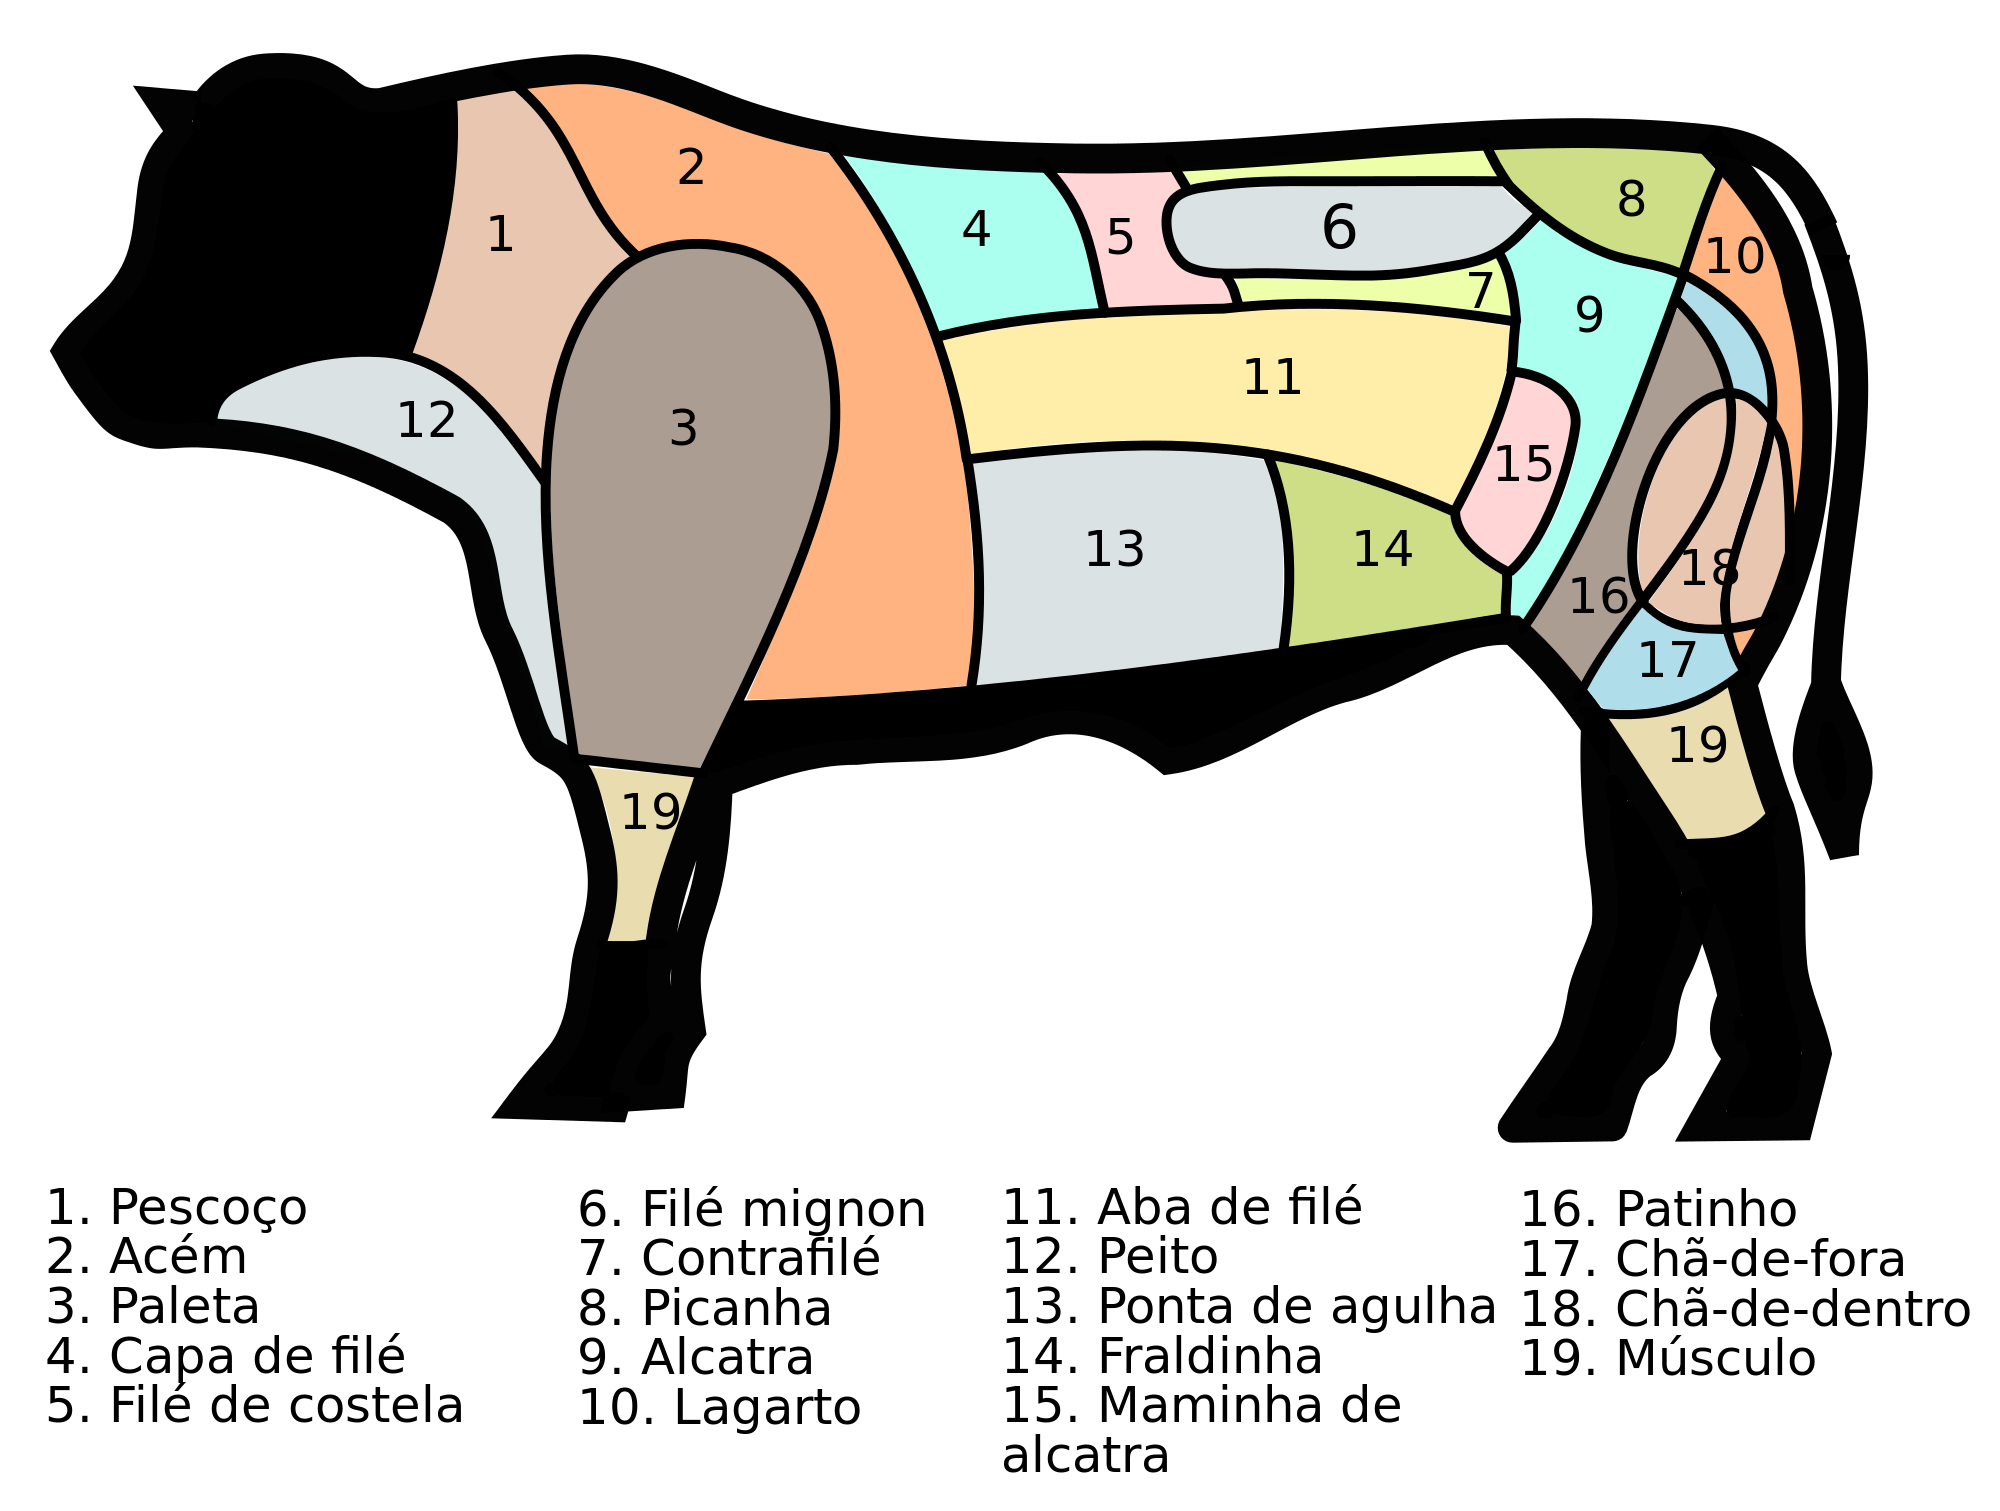 1
2
3
4
5
6
7
8
9
10
11
12
13
14
15
16
17
18
19
19
1. Pescoço
2. Acém
3. Paleta
4. Capa de filé
5. Filé de costela
6. Filé mignon
7. Contrafilé
8. Picanha
9. Alcatra
10. Lagarto
11. Aba de filé
12. Peito
13. Ponta de agulha
14. Fraldinha
15. Maminha de
alcatra
16. Patinho
17. Chã-de-fora
18. Chã-de-dentro
19. Músculo